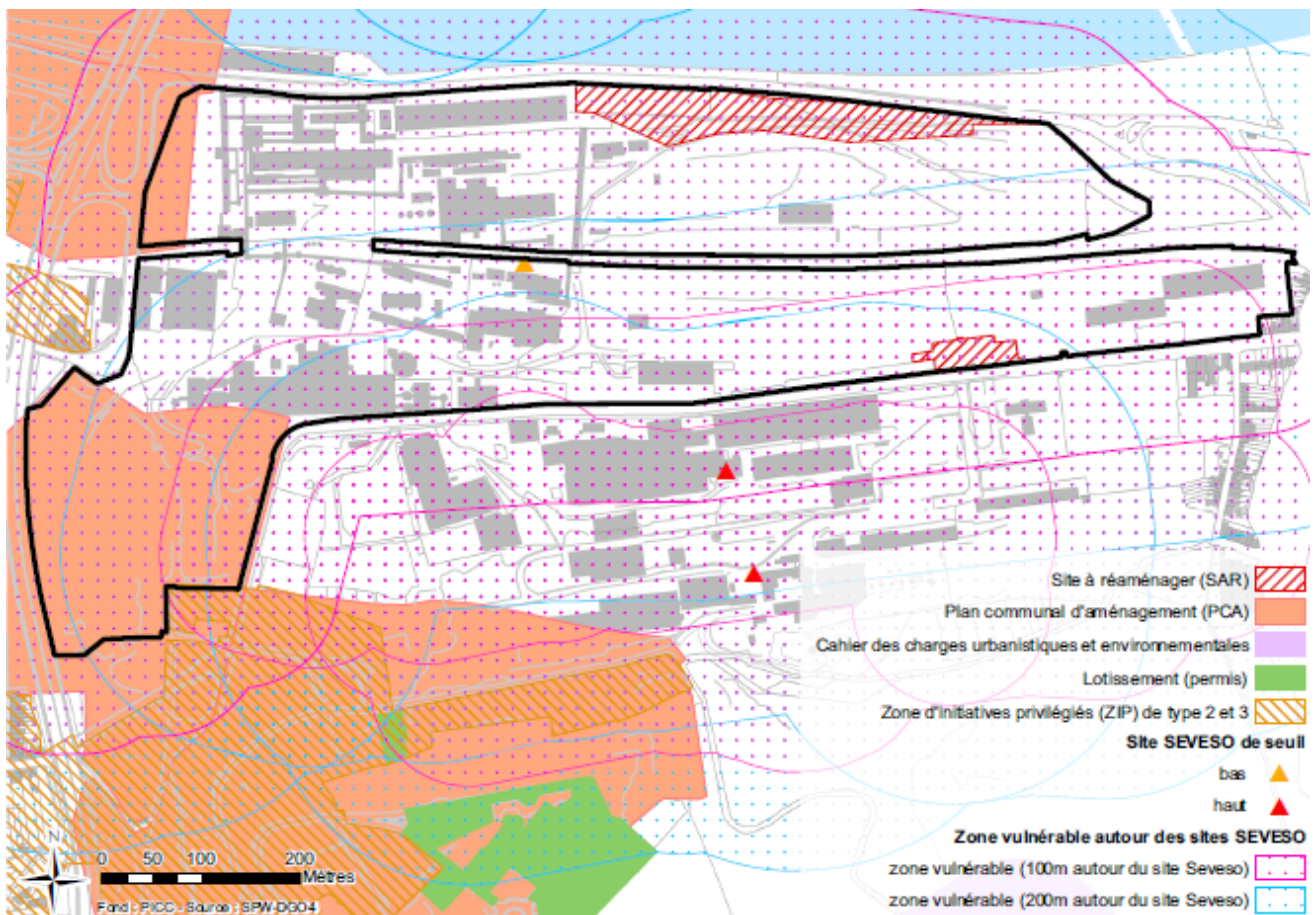 Site à réaménager (SAR)
Plan communal d'aménagement (PCA)
Cahier des charges urbanistiques et environnementales
Lotissement (permis)
Zone d'initiatives privilégiés (ZIP) de type 2 et 3
Site SEVESO de seuil
bas
haut
Zone vulnérable autour des sites SEVESO
zone vulnérable (100m autour du site Seveso)
zone vulnérable (200m autour du site Seveso)
N
0 50 100 200
Mètres
Fond : PICC - Source : SPW-DGO4